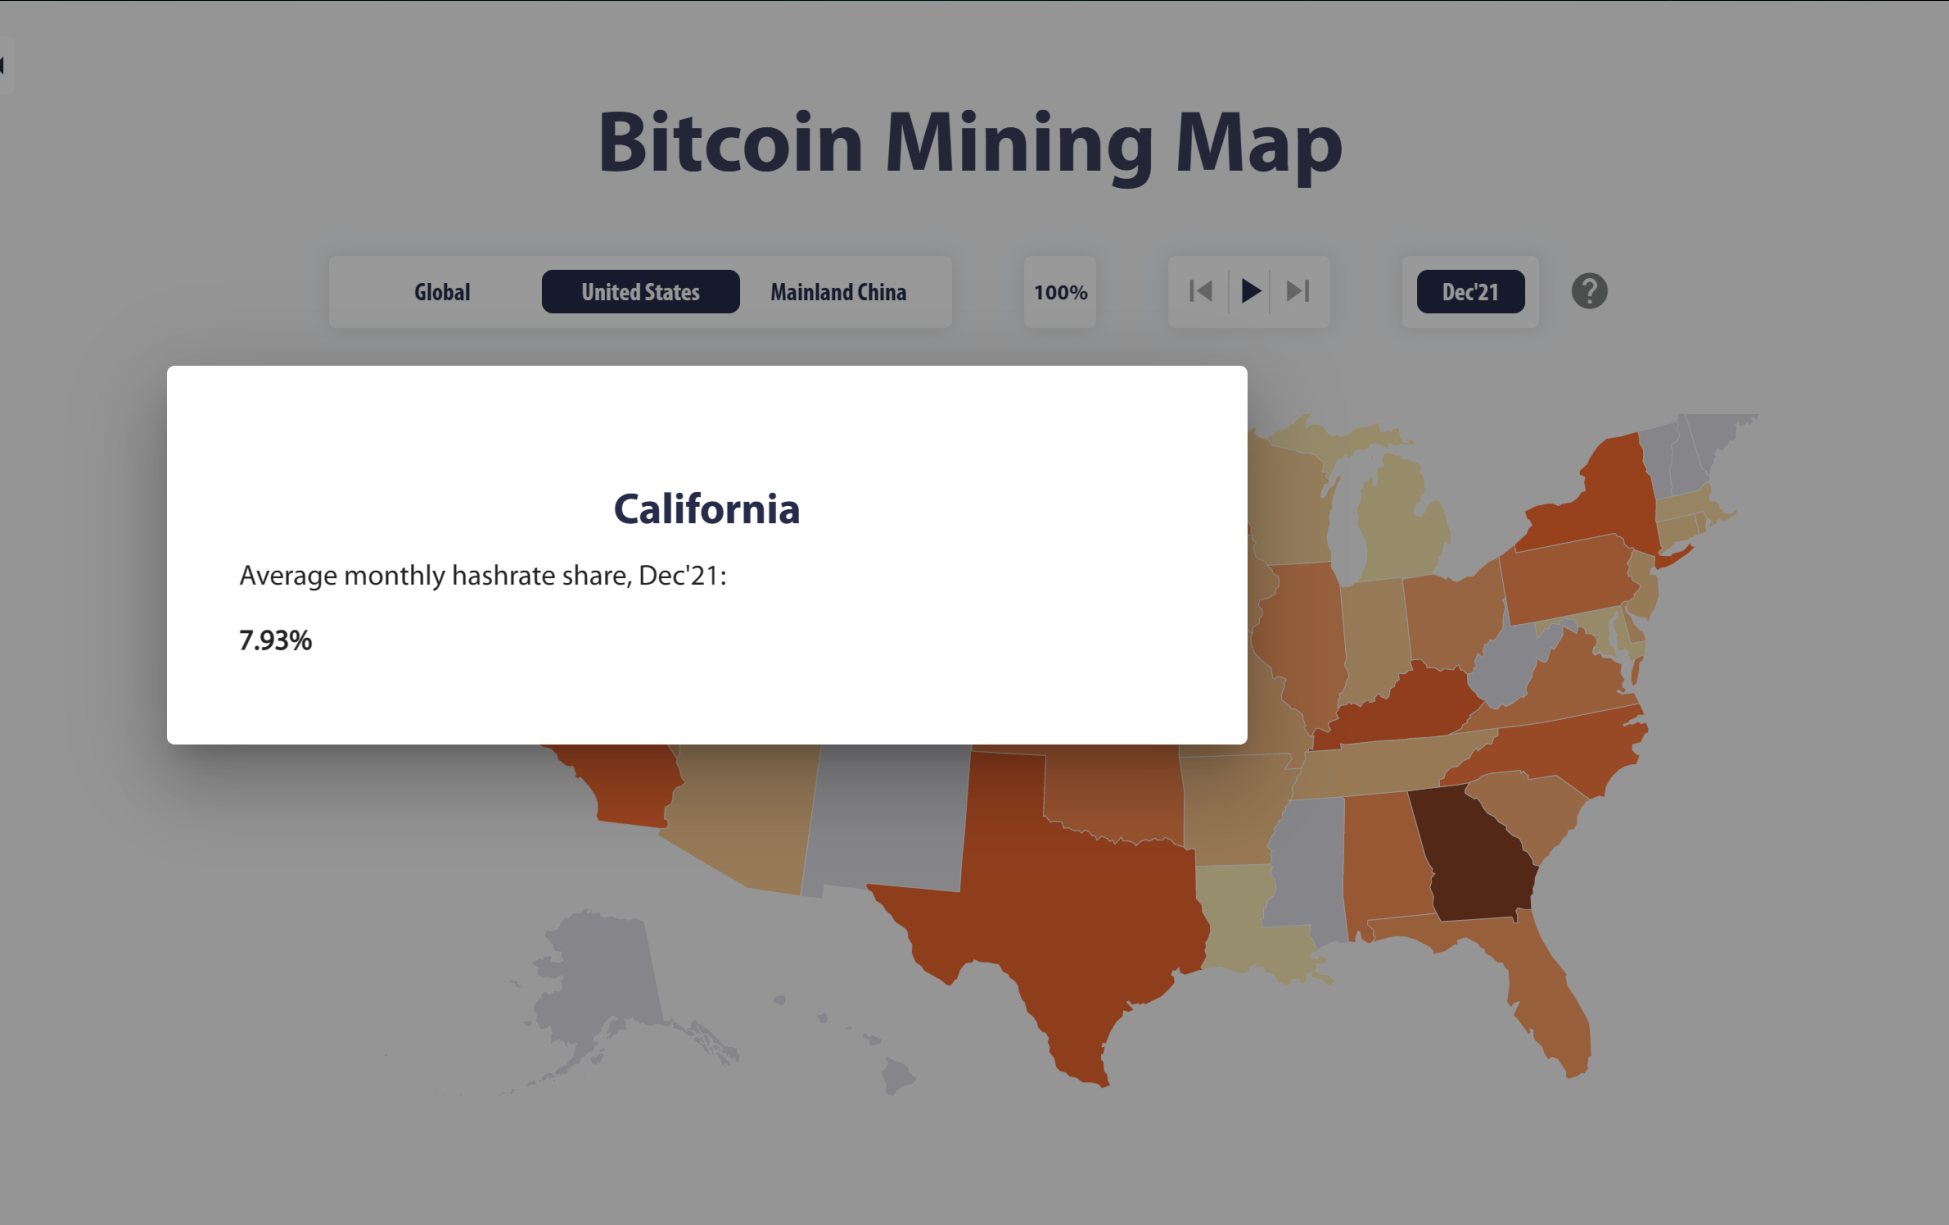 Bitcoin Mining Map
Global United States Mainland China 100% Dec'21 ?
California
Average monthly hashrate share, Dec'21:
7.93%